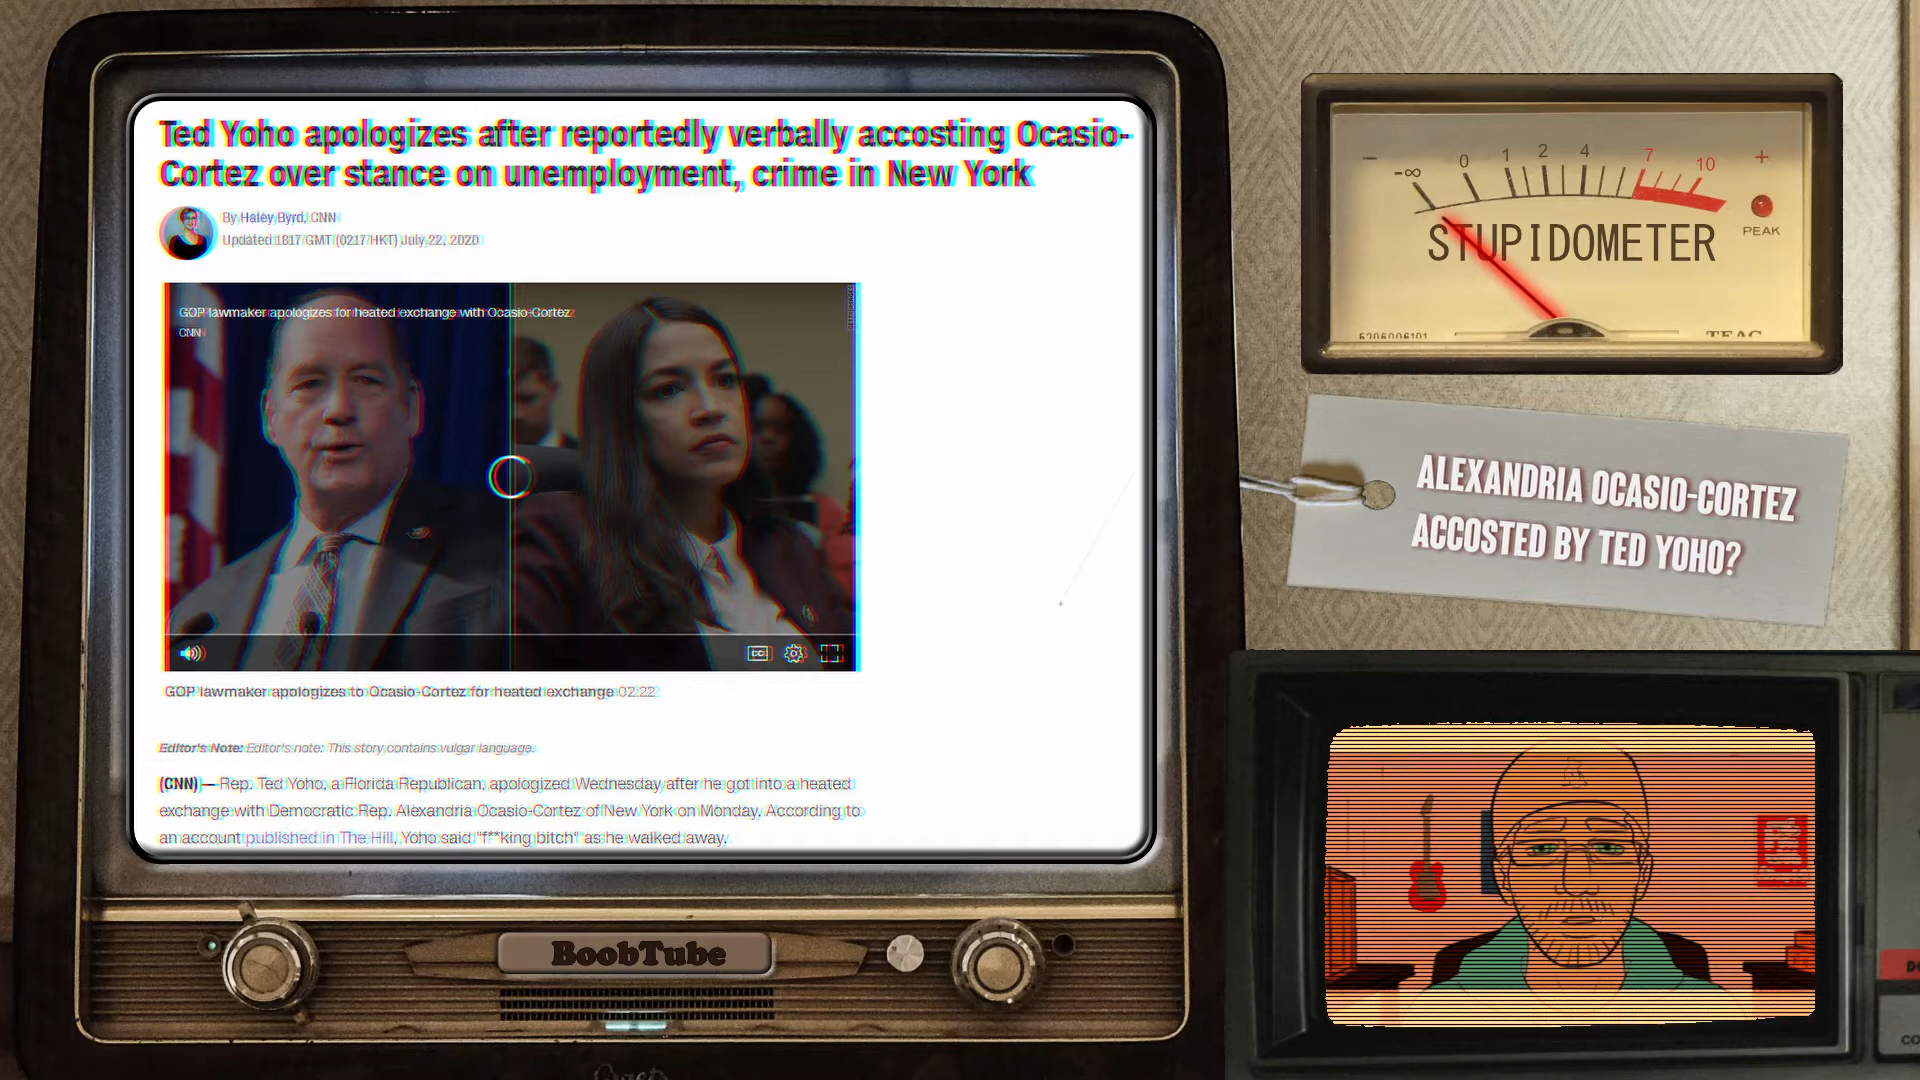 Ted Yoho apologizes after reportedly verbally accosting Ocasio-
Cortez over stance on unemployment, crime in New York
By Haley Byrd, CNN
Updated 1817 GMT (0217 HKT) July 22, 2020
GOP lawmaker apologizes for heated exchange with Ocasio-Cortez
CNN
CC
GOP lawmaker apologizes to Ocasio-Cortez for heated exchange 02:22
Editor's Note: Editor's note: This story contains vulgar language.
(CNN) — Rep. Ted Yoho, a Florida Republican, apologized Wednesday after he got into a heated
exchange with Democratic Rep. Alexandria Ocasio-Cortez of New York on Monday. According to
an account published in The Hill, Yoho said "f**king bitch" as he walked away.
BoobTube
- -∞ 0 1 2 4 7 10 +
PEAK
STUPIDOMETER
TEAC
ALEXANDRIA OCASIO-CORTEZ
ACCOSTED BY TED YOHO?